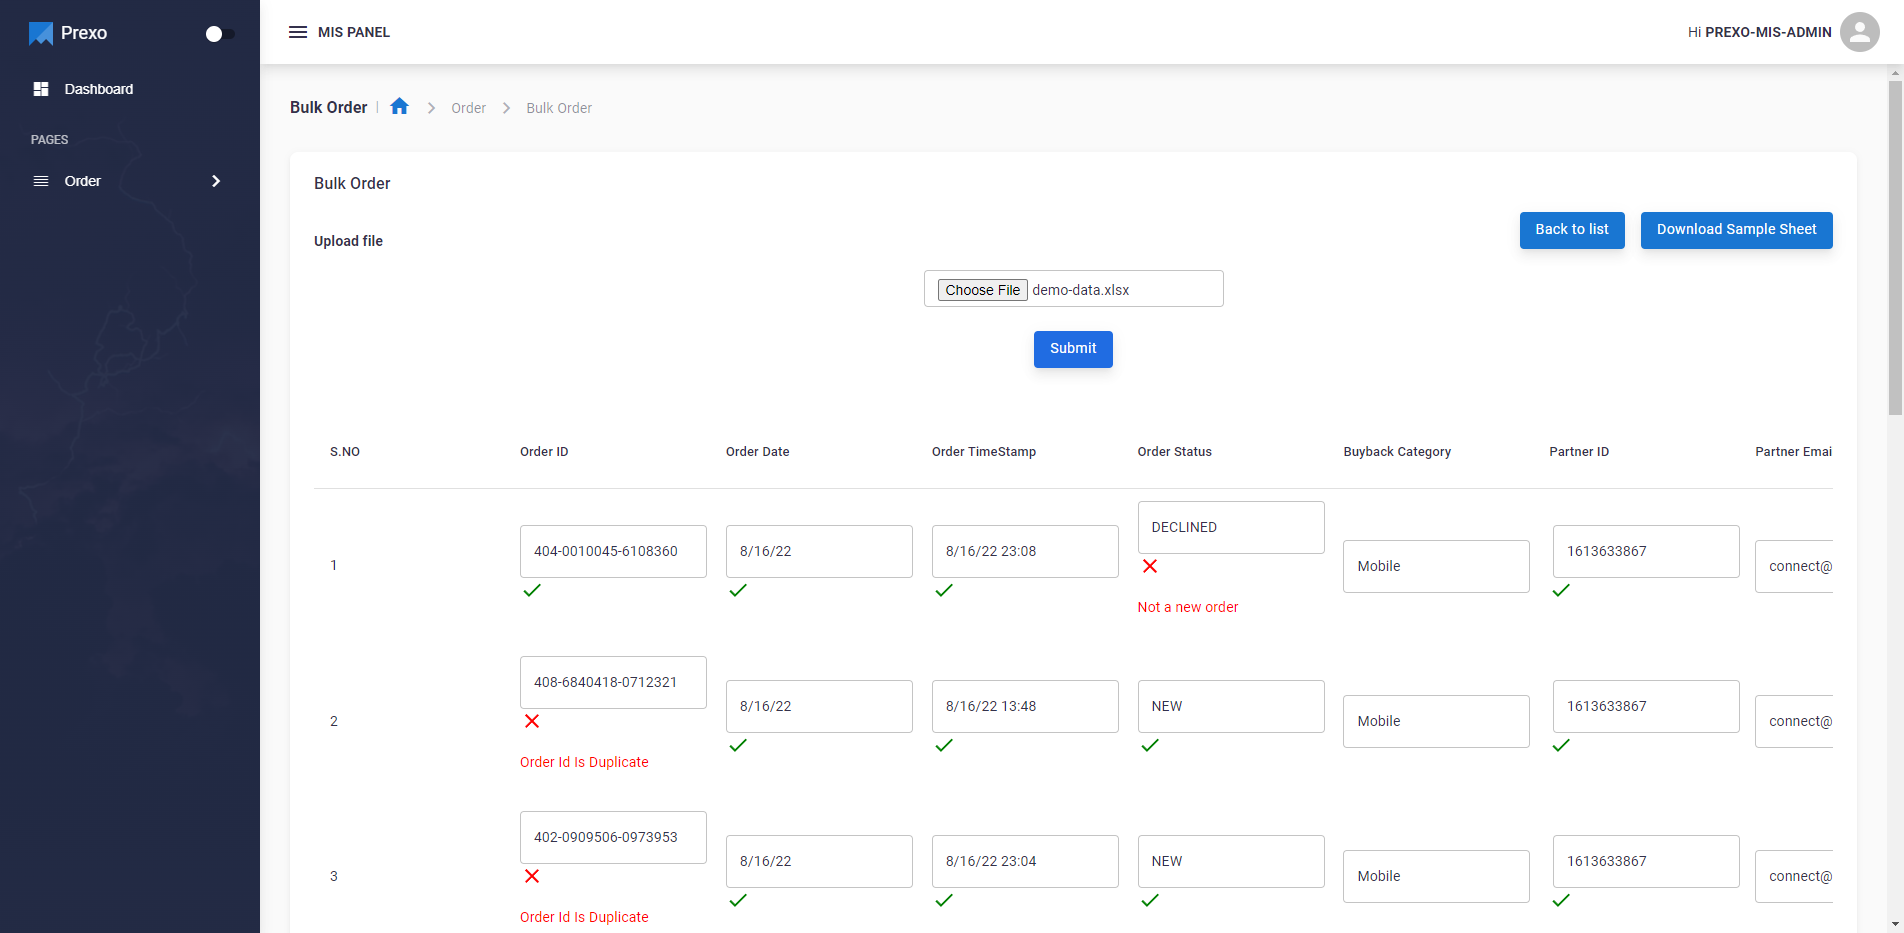 Prexo
MIS PANEL
Hi PREXO-MIS-ADMIN
Dashboard
PAGES
Order
Bulk Order | Order Bulk Order
Bulk Order
Upload file
Back to list
Download Sample Sheet
Choose File demo-data.xlsx
Submit
S.NO Order ID Order Date Order TimeStamp Order Status Buyback Category Partner ID Partner Emai
1 404-0010045-6108360 8/16/22 8/16/22 23:08 DECLINED Mobile 1613633867 connect@
Not a new order
2 408-6840418-0712321 8/16/22 8/16/22 13:48 NEW Mobile 1613633867 connect@
Order Id Is Duplicate
3 402-0909506-0973953 8/16/22 8/16/22 23:04 NEW Mobile 1613633867 connect@
Order Id Is Duplicate